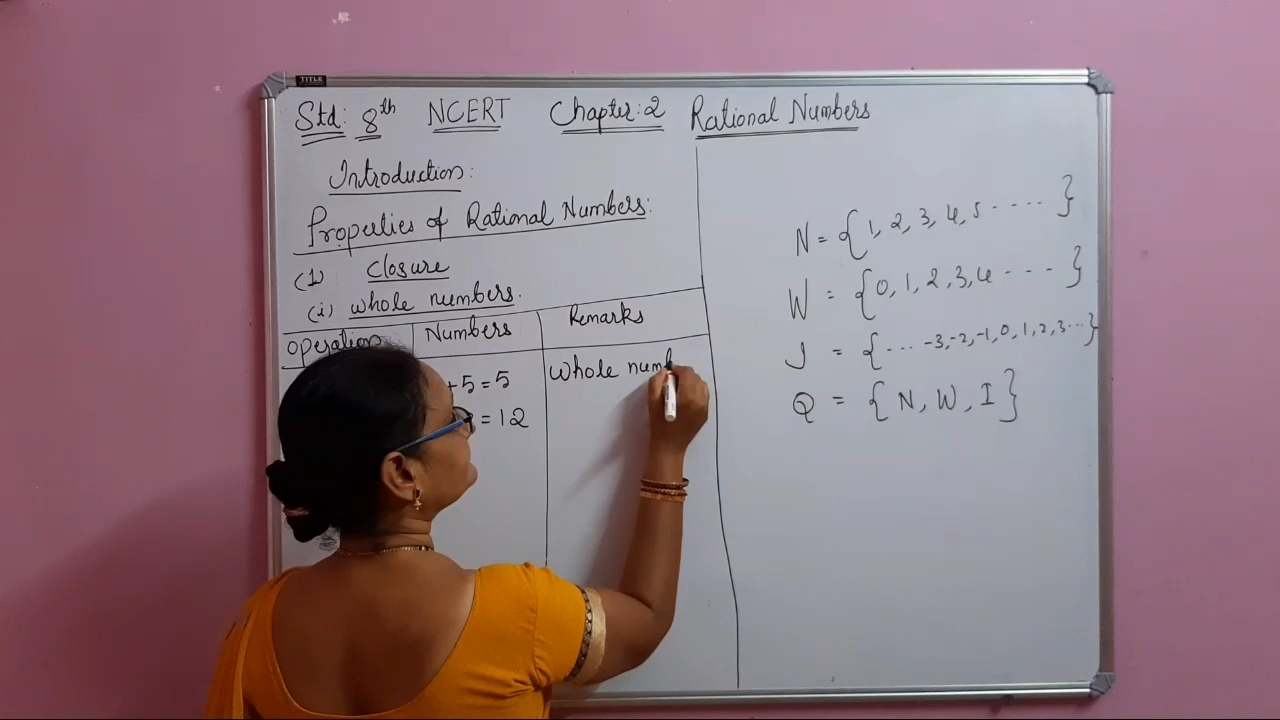 TITLE
Std: 8th NCERT Chapter:2 Rational Numbers
Introduction:
Properties of Rational Numbers:
(1) Closure
(i) whole numbers.
operation Numbers Remarks
+5=5 Whole numb
=12
N = {1, 2, 3, 4, 5 ---- }
W = {0, 1, 2, 3, 4 --- }
J = {... -3, -2, -1, 0, 1, 2, 3...}
Q = {N, W, I}